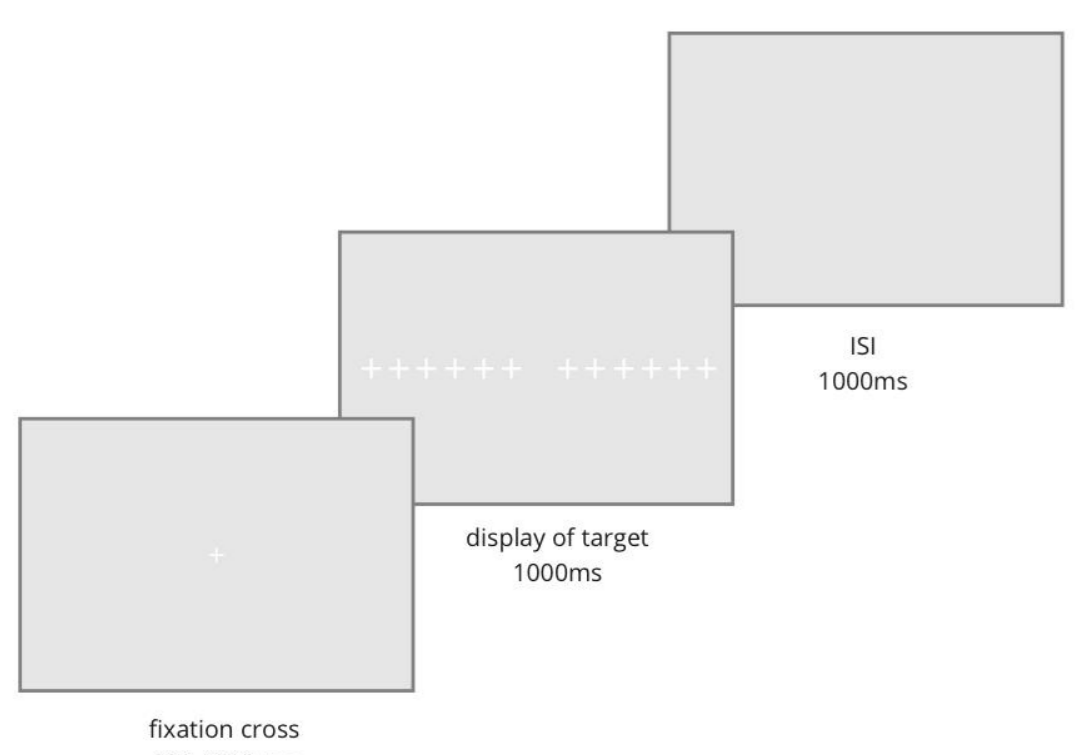 ISI
1000ms
++++++ ++++++
display of target
1000ms
+
fixation cross